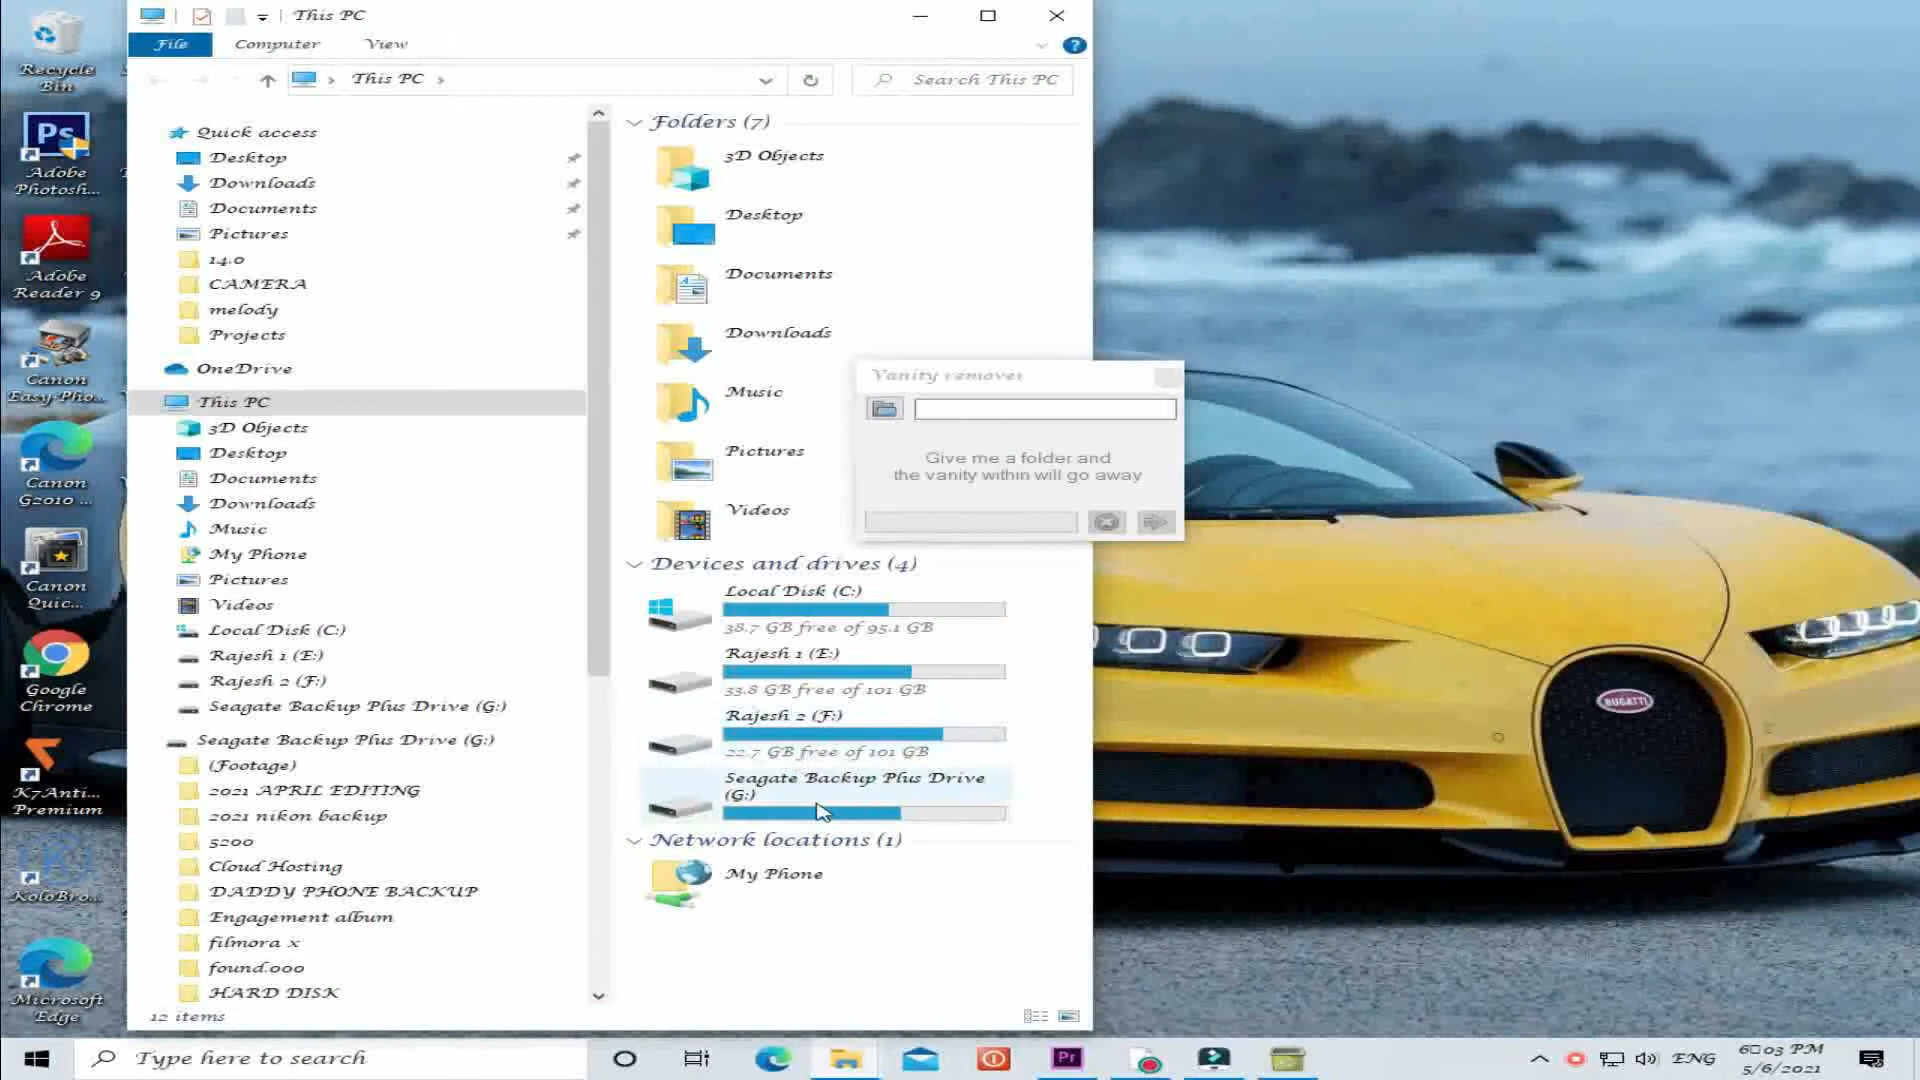 This PC
File
Computer
View
This PC
Search This PC
Recycle
Bin
Adobe
Photosh...
Adobe
Reader 9
Canon
Easy-Pho...
Canon
G2010 ...
Canon
Quic...
Google
Chrome
K7Anti...
Premium
KoloBro...
Microsoft
Edge
Quick access
Desktop
Downloads
Documents
Pictures
14.0
CAMERA
melody
Projects
OneDrive
This PC
3D Objects
Desktop
Documents
Downloads
Music
My Phone
Pictures
Videos
Local Disk (C:)
Rajesh 1 (E:)
Rajesh 2 (F:)
Seagate Backup Plus Drive (G:)
Seagate Backup Plus Drive (G:)
(Footage)
2021 APRIL EDITING
2021 nikon backup
5200
Cloud Hosting
DADDY PHONE BACKUP
Engagement album
filmora x
found.000
HARD DISK
12 items
Folders (7)
3D Objects
Desktop
Documents
Downloads
Music
Pictures
Videos
Devices and drives (4)
Local Disk (C:)
38.7 GB free of 95.1 GB
Rajesh 1 (E:)
33.8 GB free of 101 GB
Rajesh 2 (F:)
22.7 GB free of 101 GB
Seagate Backup Plus Drive
(G:)
Network locations (1)
My Phone
Vanity remover
Give me a folder and
the vanity within will go away
BUGATTI
Type here to search
ENG
6:03 PM
5/6/2021